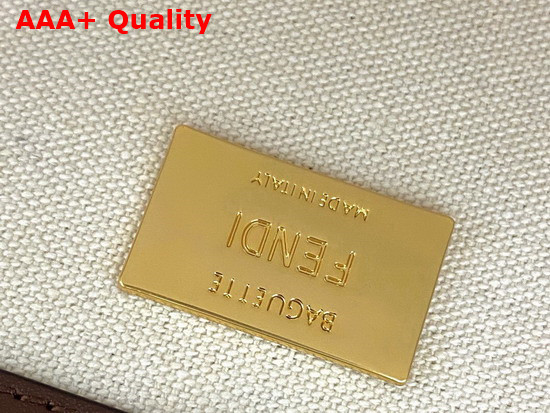 AAA+ Quality
BAGUETTE
FENDI
MADE IN ITALY